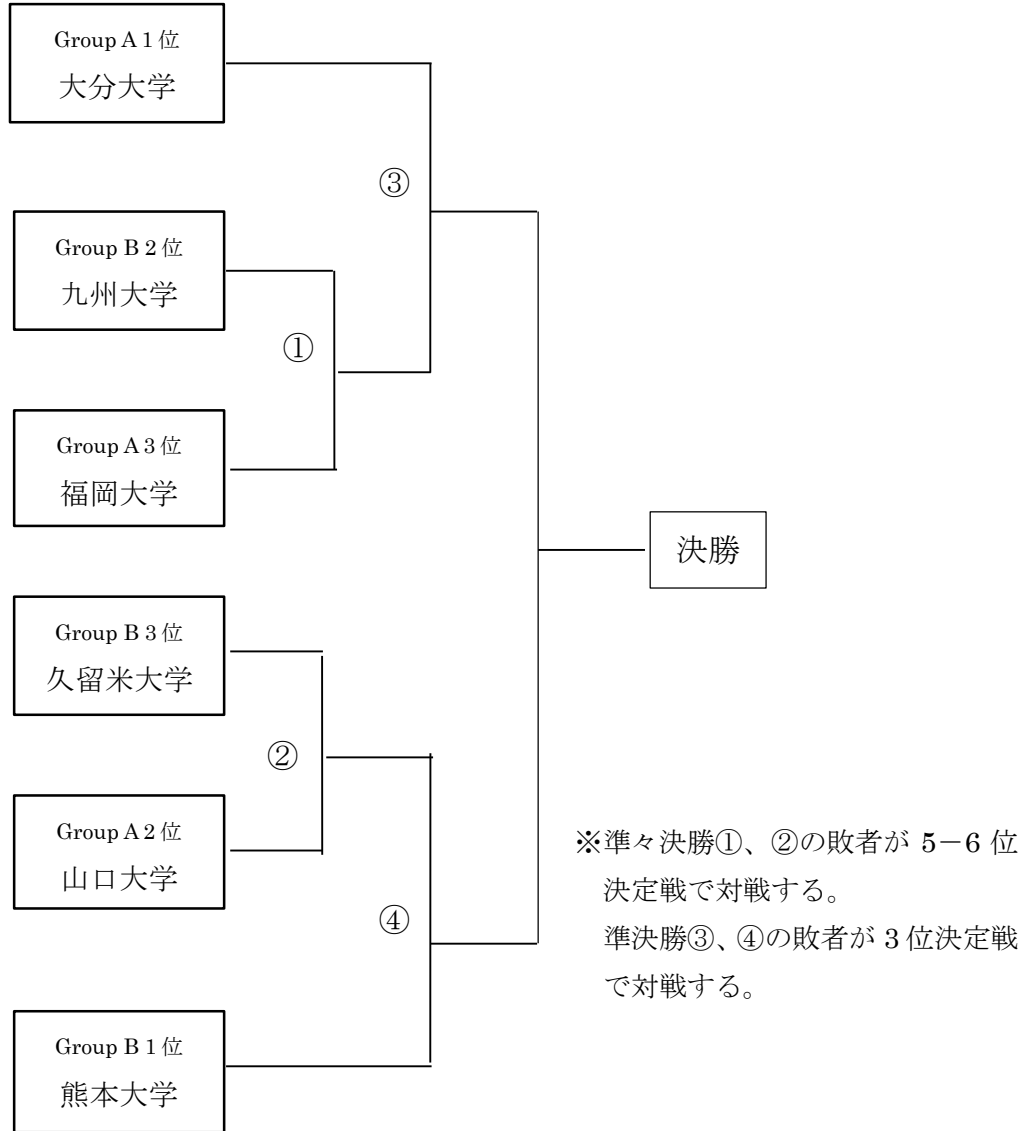 Group A 1 位
大分大学
③
Group B 2 位
九州大学
①
Group A 3 位
福岡大学
決勝
Group B 3 位
久留米大学
②
Group A 2 位
山口大学
④
Group B 1 位
熊本大学
※準々決勝①、②の敗者が 5－6 位
決定戦で対戦する。
準決勝③、④の敗者が 3 位決定戦
で対戦する。